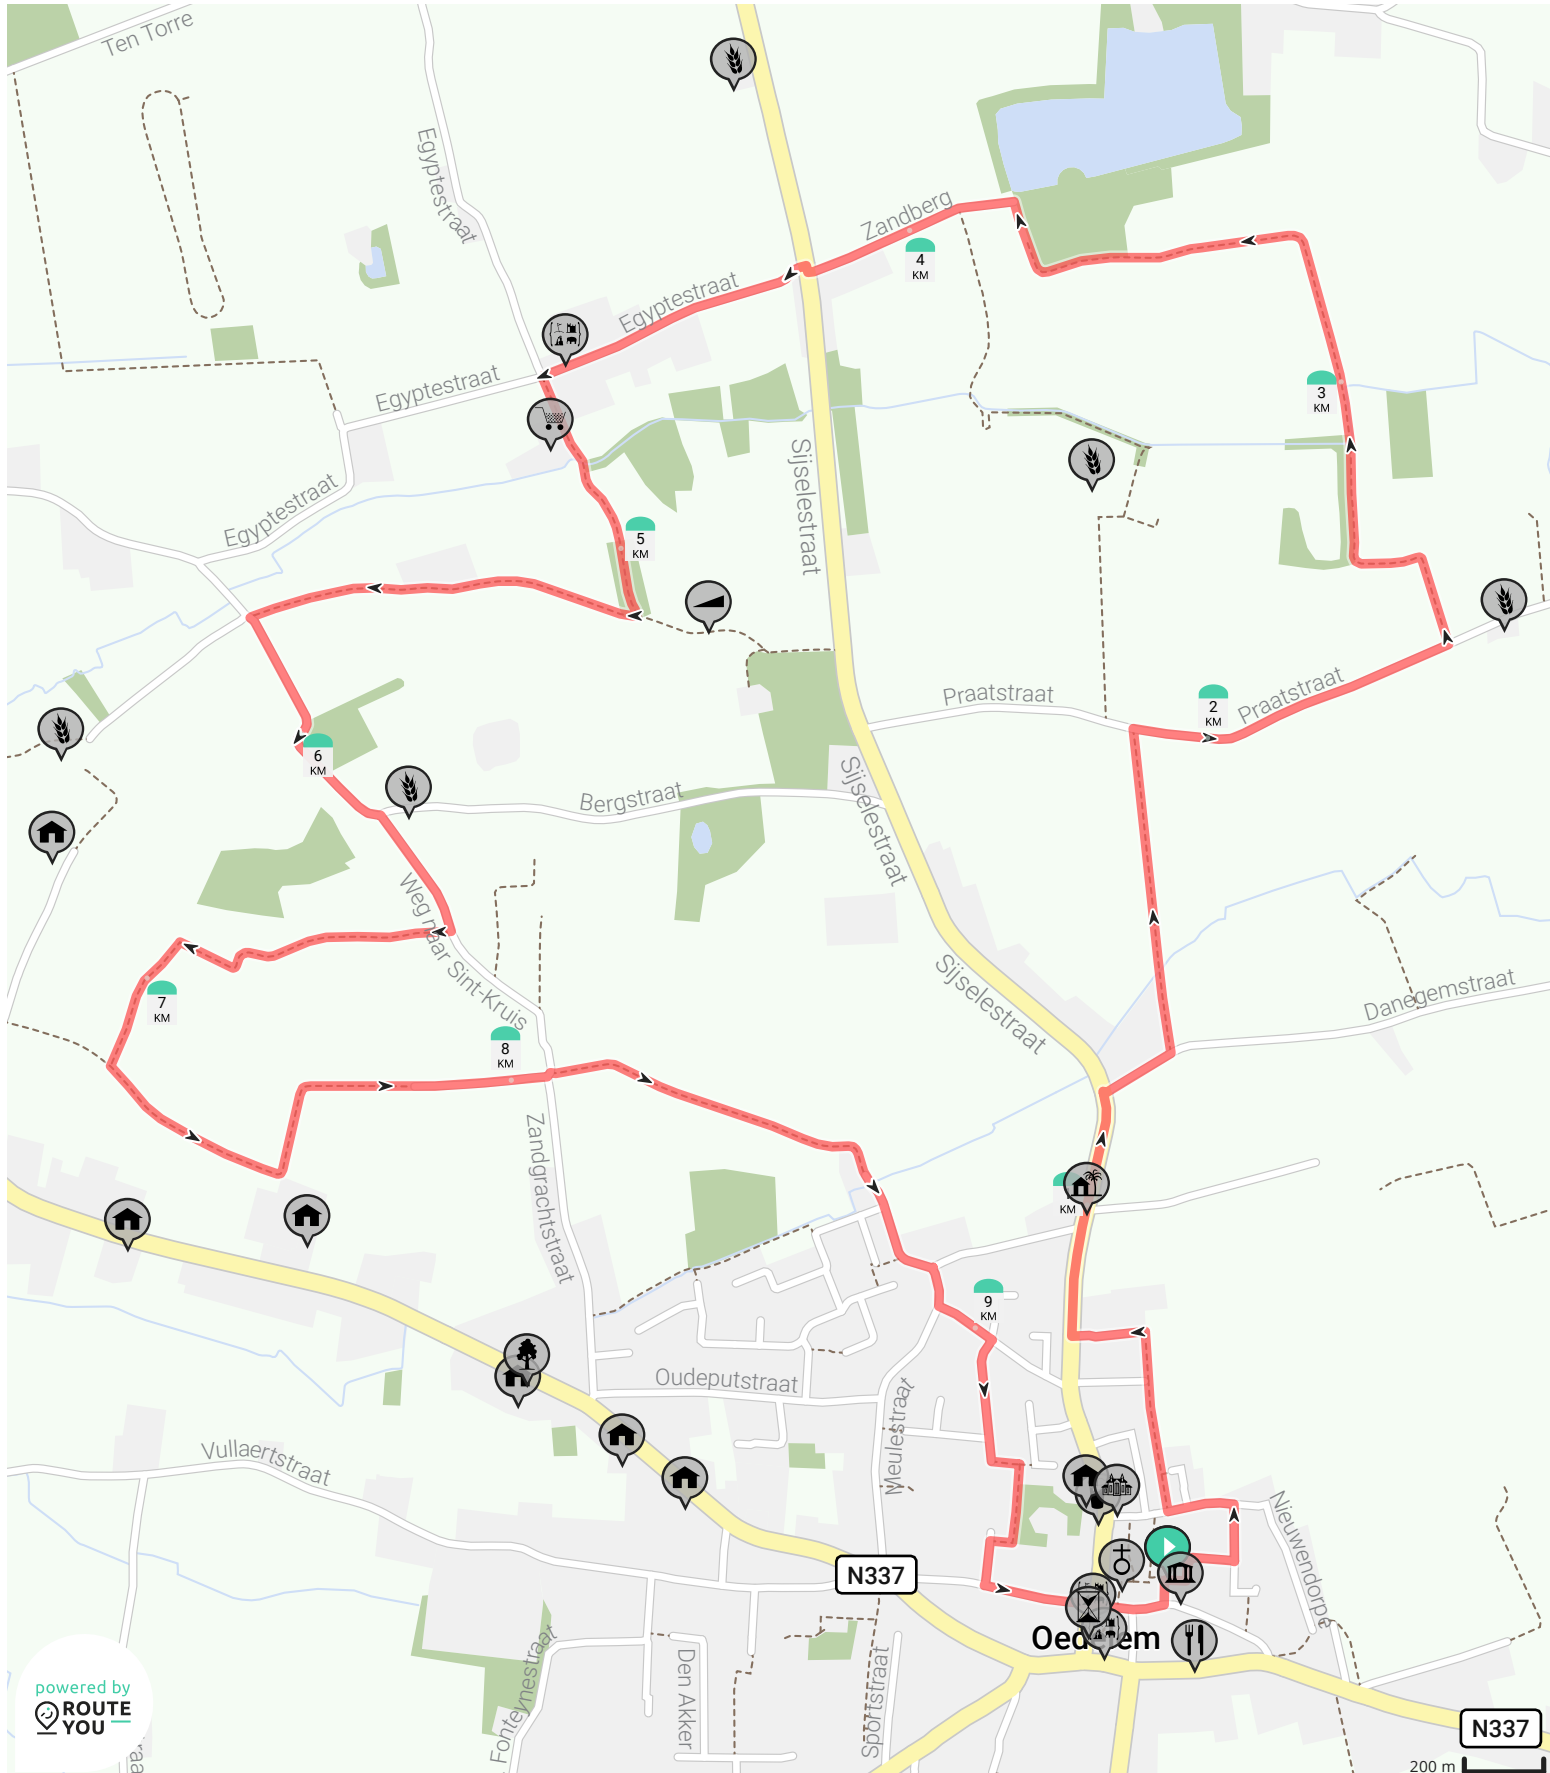 Ten Torre
Egyptestraat
Zandberg
4
KM
Egyptestraat
Egyptestraat
3
KM
Sijselestraat
Egyptestraat
5
KM
Praatstraat
Praatstraat
2
KM
6
KM
Sijselestraat
Bergstraat
Weg naar Sint-Kruis
Sijselestraat
Danegemstraat
7
KM
8
KM
Zandgrachtstraat
KM
9
KM
Oudeputstraat
Meulestraat
Vullaertstraat
Nieuwendorpe
N337
Fonteynestraat
Den Akker
Sportstraat
powered by
ROUTE
YOU
N337
200 m